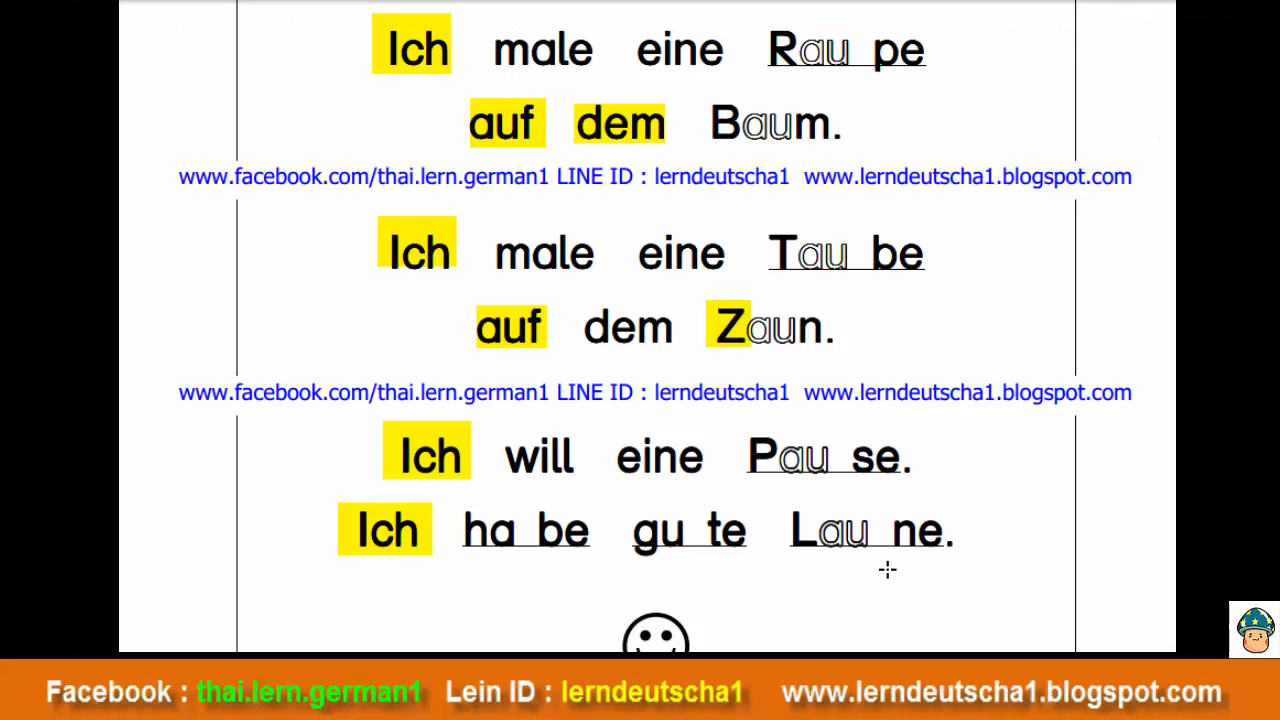 Ich male eine Rau pe
auf dem Baum.
www.facebook.com/thai.lern.german1 LINE ID : lerndeutscha1 www.lerndeutscha1.blogspot.com
Ich male eine Tau be
auf dem Zaun.
www.facebook.com/thai.lern.german1 LINE ID : lerndeutscha1 www.lerndeutscha1.blogspot.com
Ich will eine Pau se.
Ich ha be gu te Lau ne.
Facebook : thai.lern.german1 Lein ID : lerndeutscha1 www.lerndeutscha1.blogspot.com